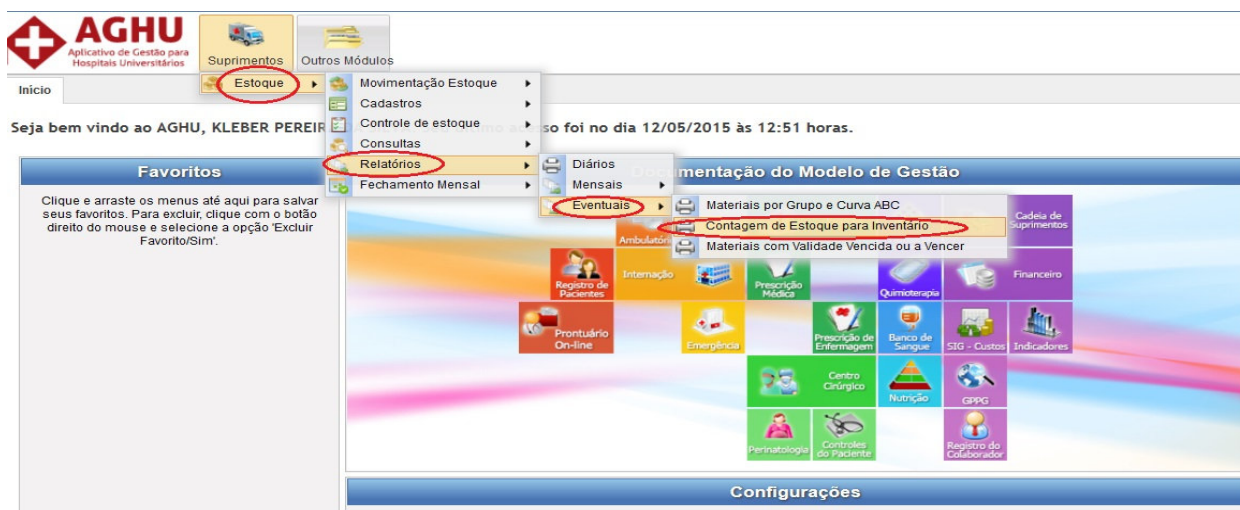 AGHU
Aplicativo de Gestão para
Hospitais Universitários
Suprimentos
Outros Módulos
Início
Estoque
Movimentação Estoque
Cadastros
Controle de estoque
Consultas
Relatórios
Fechamento Mensal
Diários
Mensais
Eventuais
Materiais por Grupo e Curva ABC
Contagem de Estoque para Inventário
Materiais com Validade Vencida ou a Vencer
Seja bem vindo ao AGHU, KLEBER PEREIR
so foi no dia 12/05/2015 às 12:51 horas.
Favoritos
Clique e arraste os menus até aqui para salvar
seus favoritos. Para excluir, clique com o botão
direito do mouse e selecione a opção 'Excluir
Favorito/Sim'.
mentação do Modelo de Gestão
Ambulatóri
Cadeia de
Suprimentos
Registro de
Pacientes
Internação
Prescrição
Médica
Quimioterapia
Financeiro
Prontuário
On-line
Emergência
Prescrição de
Enfermagem
Banco de
Sangue
SIG - Custos
Indicadores
Centro
Cirúrgico
Nutrição
GPPG
Perinatologia
Controles
do Paciente
Registro do
Colaborador
Configurações